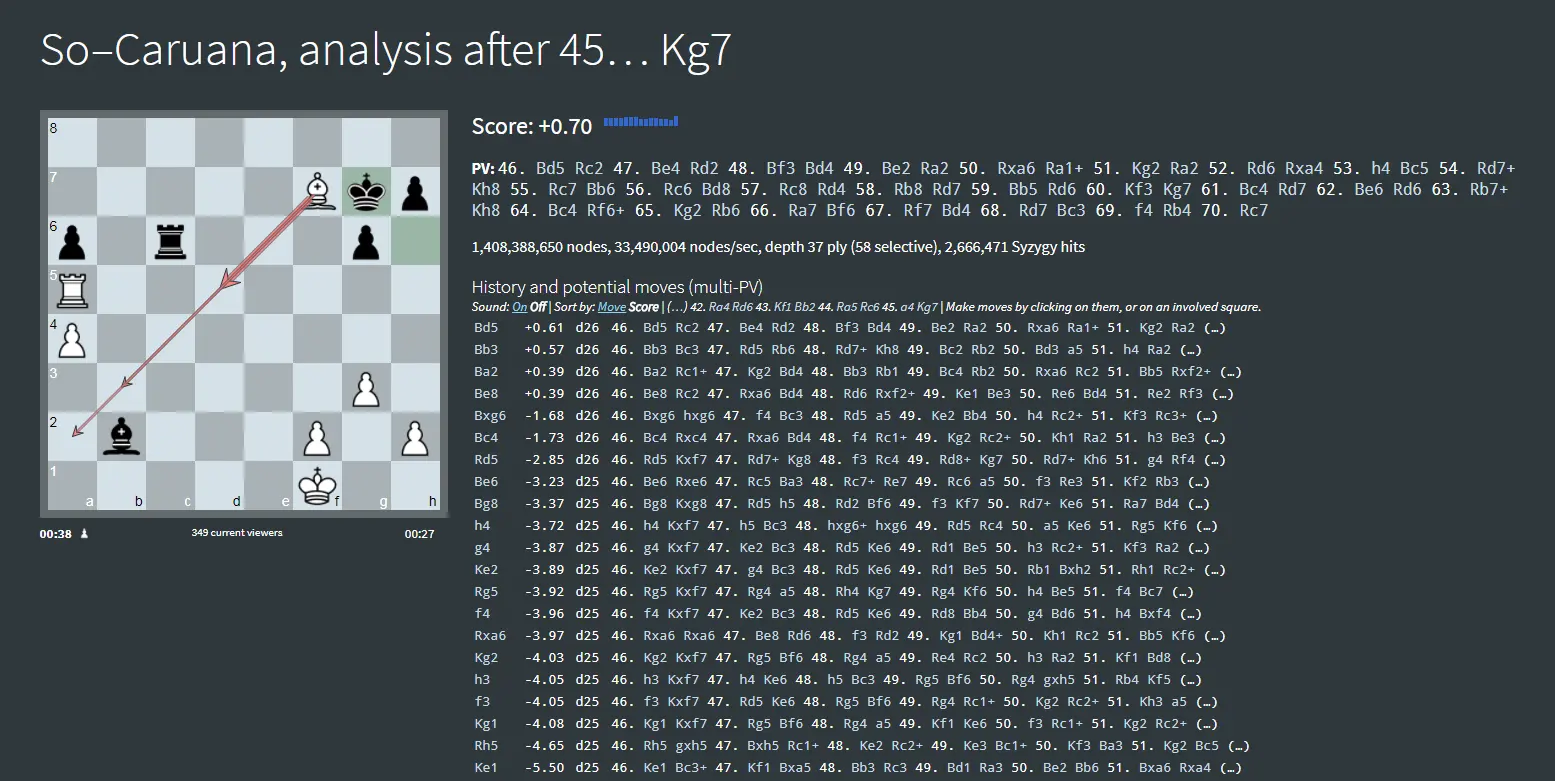 So–Caruana, analysis after 45… Kg7
8
7
6
5
4
3
2
1
a b c d e f g h
00:38 349 current viewers 00:27
Score: +0.70
PV: 46. Bd5 Rc2 47. Be4 Rd2 48. Bf3 Bd4 49. Be2 Ra2 50. Rxa6 Ra1+ 51. Kg2 Ra2 52. Rd6 Rxa4 53. h4 Bc5 54. Rd7+
Kh8 55. Rc7 Bb6 56. Rc6 Bd8 57. Rc8 Rd4 58. Rb8 Rd7 59. Bb5 Rd6 60. Kf3 Kg7 61. Bc4 Rd7 62. Be6 Rd6 63. Rb7+
Kh8 64. Bc4 Rf6+ 65. Kg2 Rb6 66. Ra7 Bf6 67. Rf7 Bd4 68. Rd7 Bc3 69. f4 Rb4 70. Rc7
1,408,388,650 nodes, 33,490,004 nodes/sec, depth 37 ply (58 selective), 2,666,471 Syzygy hits
History and potential moves (multi-PV)
Sound: On Off | Sort by: Move Score | (…) 42. Ra4 Rd6 43. Kf1 Bb2 44. Ra5 Rc6 45. a4 Kg7 | Make moves by clicking on them, or on an involved square.
Bd5 +0.61 d26 46. Bd5 Rc2 47. Be4 Rd2 48. Bf3 Bd4 49. Be2 Ra2 50. Rxa6 Ra1+ 51. Kg2 Ra2 (…)
Bb3 +0.57 d26 46. Bb3 Bc3 47. Rd5 Rb6 48. Rd7+ Kh8 49. Bc2 Rb2 50. Bd3 a5 51. h4 Ra2 (…)
Ba2 +0.39 d26 46. Ba2 Rc1+ 47. Kg2 Bd4 48. Bb3 Rb1 49. Bc4 Rb2 50. Rxa6 Rc2 51. Bb5 Rxf2+ (…)
Be8 +0.39 d26 46. Be8 Rc2 47. Rxa6 Bd4 48. Rd6 Rxf2+ 49. Ke1 Be3 50. Re6 Bd4 51. Re2 Rf3 (…)
Bxg6 -1.68 d26 46. Bxg6 hxg6 47. f4 Bc3 48. Rd5 a5 49. Ke2 Bb4 50. h4 Rc2+ 51. Kf3 Rc3+ (…)
Bc4 -1.73 d26 46. Bc4 Rxc4 47. Rxa6 Bd4 48. f4 Rc1+ 49. Kg2 Rc2+ 50. Kh1 Ra2 51. h3 Be3 (…)
Rd5 -2.85 d26 46. Rd5 Kxf7 47. Rd7+ Kg8 48. f3 Rc4 49. Rd8+ Kg7 50. Rd7+ Kh6 51. g4 Rf4 (…)
Be6 -3.23 d25 46. Be6 Rxe6 47. Rc5 Ba3 48. Rc7+ Re7 49. Rc6 a5 50. f3 Re3 51. Kf2 Rb3 (…)
Bg8 -3.37 d25 46. Bg8 Kxg8 47. Rd5 h5 48. Rd2 Bf6 49. f3 Kf7 50. Rd7+ Ke6 51. Ra7 Bd4 (…)
h4 -3.72 d25 46. h4 Kxf7 47. h5 Bc3 48. hxg6+ hxg6 49. Rd5 Rc4 50. a5 Ke6 51. Rg5 Kf6 (…)
g4 -3.87 d25 46. g4 Kxf7 47. Ke2 Bc3 48. Rd5 Ke6 49. Rd1 Be5 50. h3 Rc2+ 51. Kf3 Ra2 (…)
Ke2 -3.89 d25 46. Ke2 Kxf7 47. g4 Bc3 48. Rd5 Ke6 49. Rd1 Be5 50. Rb1 Bxh2 51. Rh1 Rc2+ (…)
Rg5 -3.92 d25 46. Rg5 Kxf7 47. Rg4 a5 48. Rh4 Kg7 49. Rg4 Kf6 50. h4 Be5 51. f4 Bc7 (…)
f4 -3.96 d25 46. f4 Kxf7 47. Ke2 Bc3 48. Rd5 Ke6 49. Rd8 Bb4 50. g4 Bd6 51. h4 Bxf4 (…)
Rxa6 -3.97 d25 46. Rxa6 Rxa6 47. Be8 Rd6 48. f3 Rd2 49. Kg1 Bd4+ 50. Kh1 Rc2 51. Bb5 Kf6 (…)
Kg2 -4.03 d25 46. Kg2 Kxf7 47. Rg5 Bf6 48. Rg4 a5 49. Re4 Rc2 50. h3 Ra2 51. Kf1 Bd8 (…)
h3 -4.05 d25 46. h3 Kxf7 47. h4 Ke6 48. h5 Bc3 49. Rg5 Bf6 50. Rg4 gxh5 51. Rb4 Kf5 (…)
f3 -4.05 d25 46. f3 Kxf7 47. Rd5 Ke6 48. Rg5 Bf6 49. Rg4 Rc1+ 50. Kg2 Rc2+ 51. Kh3 a5 (…)
Kg1 -4.08 d25 46. Kg1 Kxf7 47. Rg5 Bf6 48. Rg4 a5 49. Kf1 Ke6 50. f3 Rc1+ 51. Kg2 Rc2+ (…)
Rh5 -4.65 d25 46. Rh5 gxh5 47. Bxh5 Rc1+ 48. Ke2 Rc2+ 49. Ke3 Bc1+ 50. Kf3 Ba3 51. Kg2 Bc5 (…)
Ke1 -5.50 d25 46. Ke1 Bc3+ 47. Kf1 Bxa5 48. Bb3 Rc3 49. Bd1 Ra3 50. Be2 Bb6 51. Bxa6 Rxa4 (…)